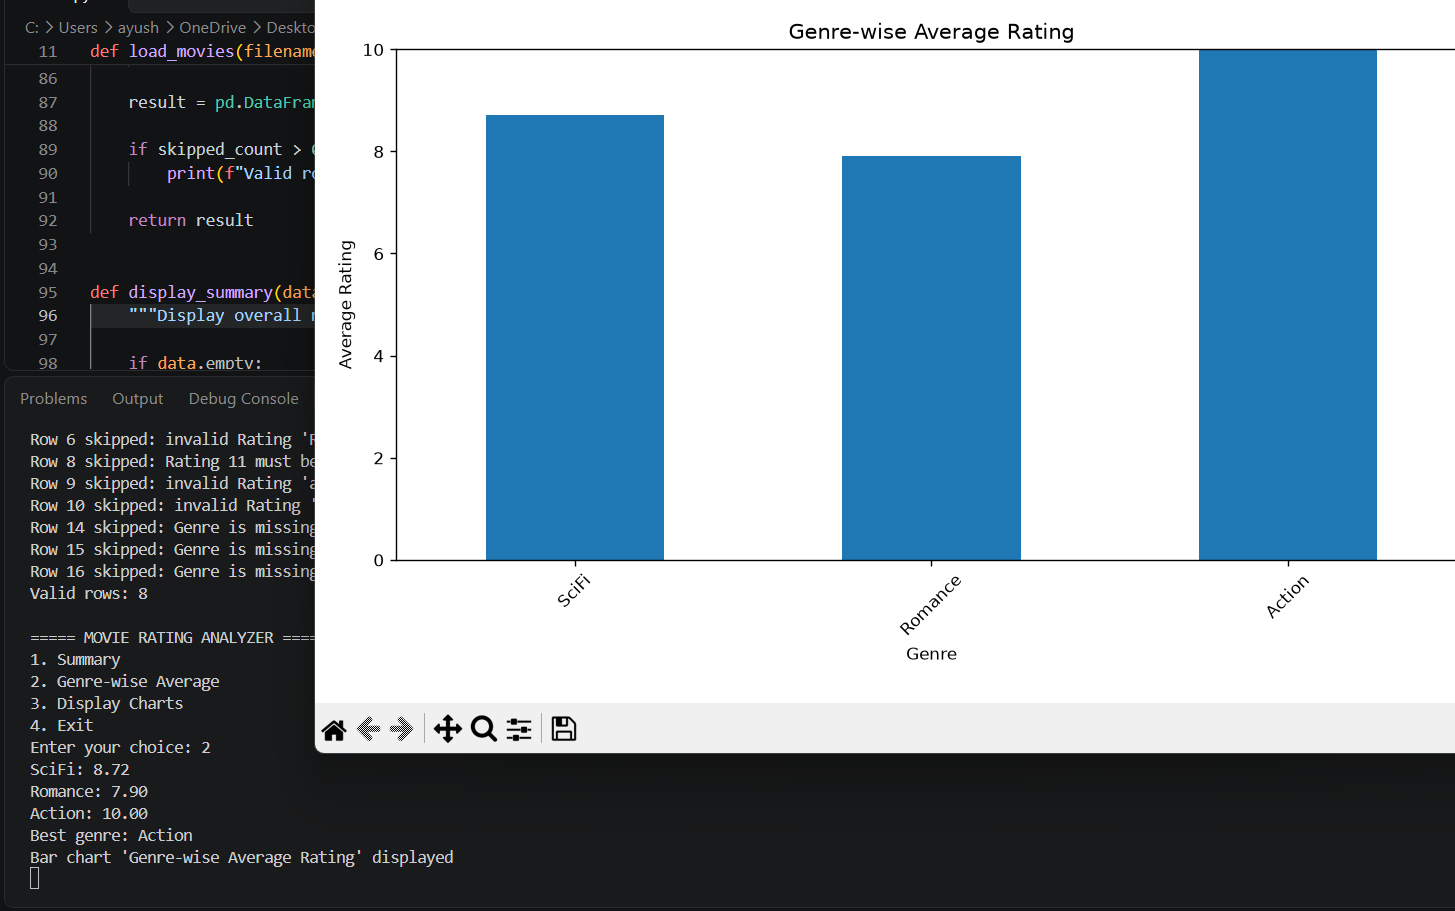 C: > Users > ayush > OneDrive >
11 def load_movies(
86
87 result = pd.
88
89 if skipped_count >
90 print(f"Valid
91
92 return result
93
94
95 def display_summary(
96 """Display overall
97
98 if data.empty:
Problems Output Debug Console
Row 6 skipped: invalid Rating
Row 8 skipped: Rating 11 must
Row 9 skipped: invalid Rating
Row 10 skipped: invalid Rating '
Row 14 skipped: Genre is missing
Row 15 skipped: Genre is missing
Row 16 skipped: Genre is missing
Valid rows: 8
===== MOVIE RATING ANALYZER ====
1. Summary
2. Genre-wise Average
3. Display Charts
4. Exit
Enter your choice: 2
SciFi: 8.72
Romance: 7.90
Action: 10.00
Best genre: Action
Bar chart 'Genre-wise Average Rating' displayed
Genre-wise Average Rating
10
8
6
4
2
0
Average Rating
SciFi
Romance
Action
Genre